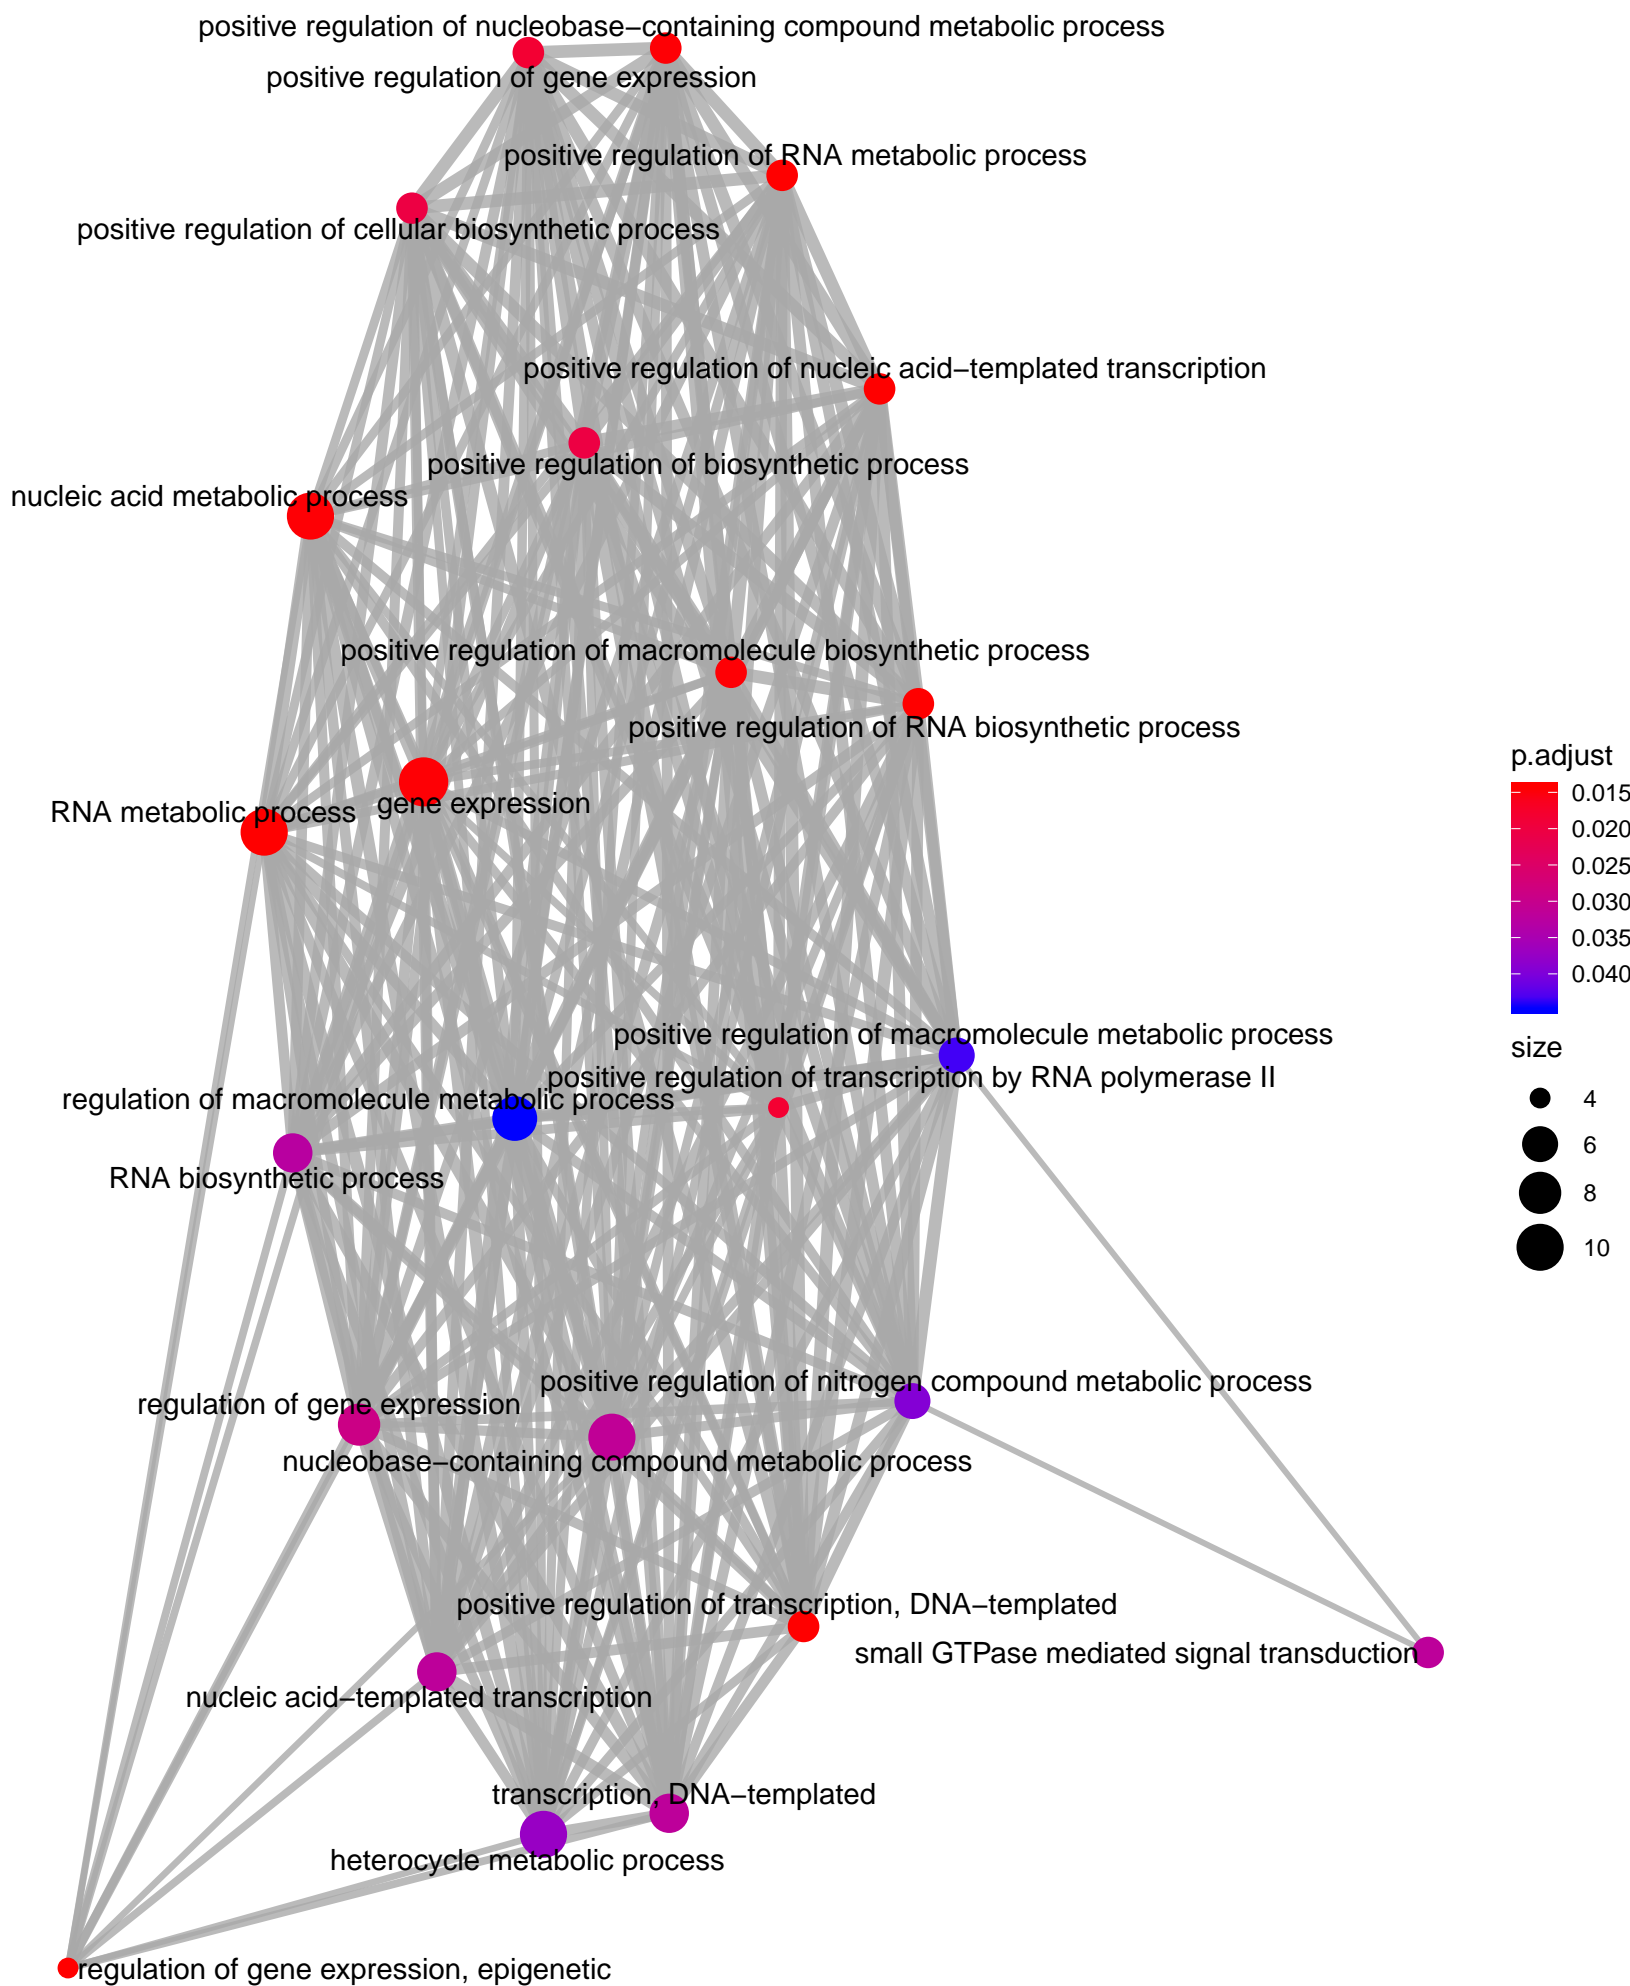 positive regulation of nucleobase−containing compound metabolic process
positive regulation of gene expression
positive regulation of RNA metabolic process
positive regulation of cellular biosynthetic process
positive regulation of nucleic acid−templated transcription
positive regulation of biosynthetic process
nucleic acid metabolic process
positive regulation of macromolecule biosynthetic process
positive regulation of RNA biosynthetic process
gene expression
RNA metabolic process
positive regulation of macromolecule metabolic process
positive regulation of transcription by RNA polymerase II
regulation of macromolecule metabolic process
RNA biosynthetic process
positive regulation of nitrogen compound metabolic process
regulation of gene expression
nucleobase−containing compound metabolic process
positive regulation of transcription, DNA−templated
small GTPase mediated signal transduction
nucleic acid−templated transcription
transcription, DNA−templated
heterocycle metabolic process
regulation of gene expression, epigenetic
p.adjust
0.015
0.020
0.025
0.030
0.035
0.040
size
4
6
8
10